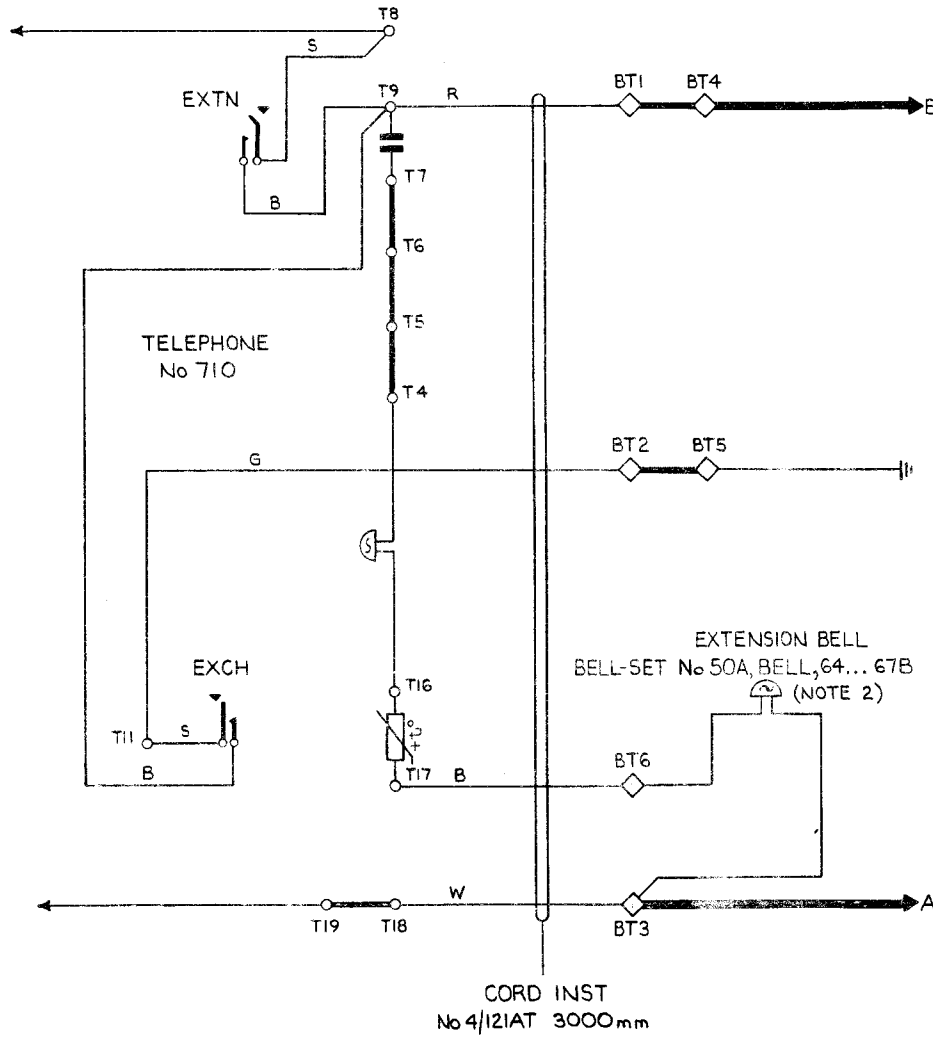 T8
S
EXTN
T9
R
BT1
BT4
B
T7
B
T6
TELEPHONE
No 710
T5
T4
G
BT2
BT5
S
EXTENSION BELL
BELL-SET No 50A, BELL, 64... 67B
(NOTE 2)
EXCH
T16
T11
S
-t°
B
T17
B
BT6
W
A
T19
T18
BT3
CORD INST
No 4/121AT 3000mm